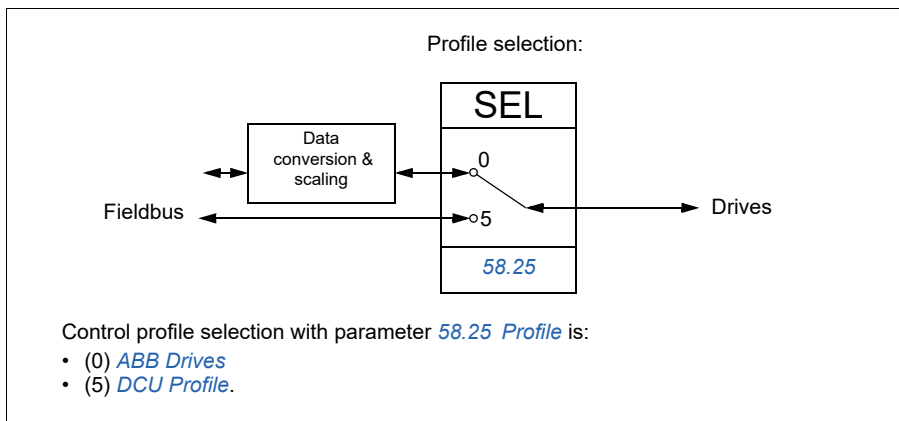 Profile selection:
SEL
Data
conversion &
scaling
0
Fieldbus
5
Drives
58.25
Control profile selection with parameter 58.25 Profile is:
• (0) ABB Drives
• (5) DCU Profile.